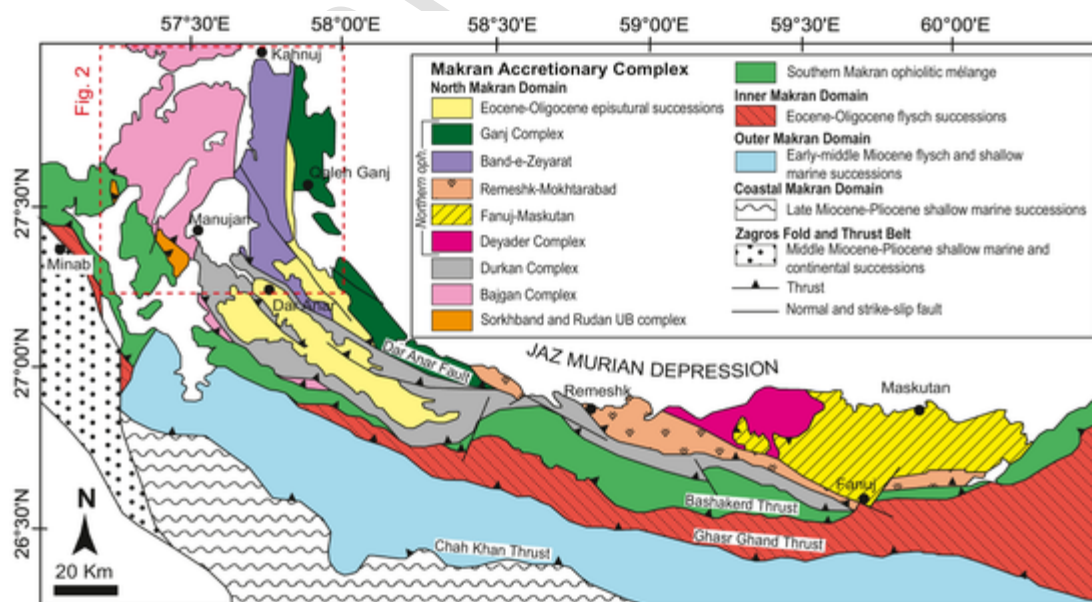 57°30'E 58°00'E 58°30'E 59°00'E 59°30'E 60°00'E
Fig. 2
Kahnuj
Qaleh Ganj
Manujan
Minab
Dar Anar
Dar Anar Fault
27°30'N
27°00'N
26°30'N
Makran Accretionary Complex
North Makran Domain
Eocene-Oligocene episutural successions
Northern oph.
Ganj Complex
Band-e-Zeyarat
Remeshk-Mokhtarabad
Fanuj-Maskutan
Deyader Complex
Durkan Complex
Bajgan Complex
Sorkhband and Rudan UB complex
Southern Makran ophiolitic mélange
Inner Makran Domain
Eocene-Oligocene flysch successions
Outer Makran Domain
Early-middle Miocene flysch and shallow
marine successions
Coastal Makran Domain
Late Miocene-Pliocene shallow marine successions
Zagros Fold and Thrust Belt
Middle Miocene-Pliocene shallow marine and
continental successions
Thrust
Normal and strike-slip fault
JAZ MURIAN DEPRESSION
Remeshk
Maskutan
Fanuj
Bashakerd Thrust
Ghasr Ghand Thrust
Chah Khan Thrust
N
20 Km